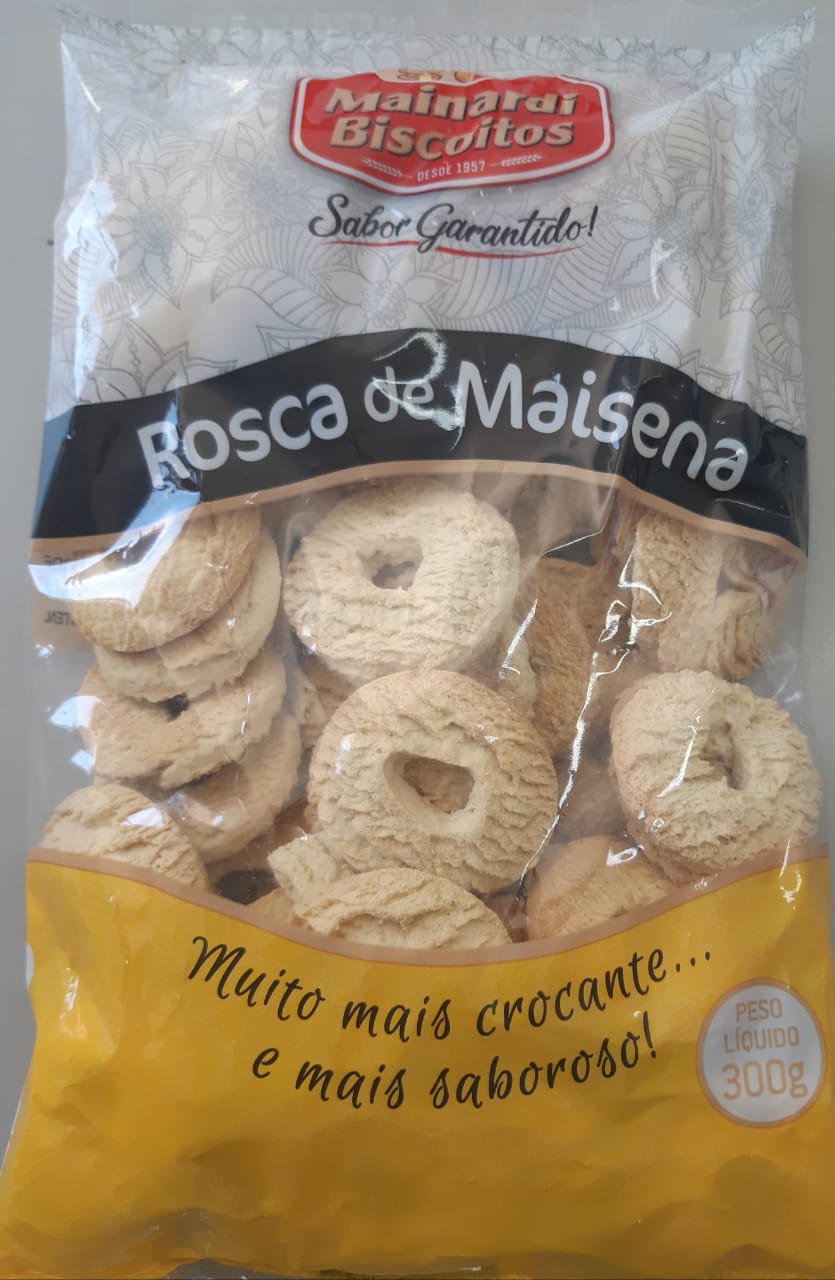 Mainardi
Biscoitos
DESDE 1957
Sabor Garantido!
Rosca de Maisena
Muito mais crocante...
e mais saboroso!
PESO
LÍQUIDO
300g